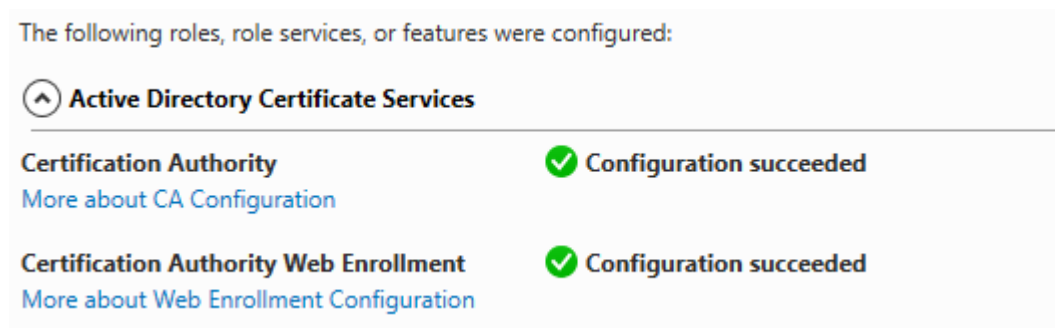 The following roles, role services, or features were configured:
Active Directory Certificate Services
Certification Authority Configuration succeeded
More about CA Configuration
Certification Authority Web Enrollment Configuration succeeded
More about Web Enrollment Configuration